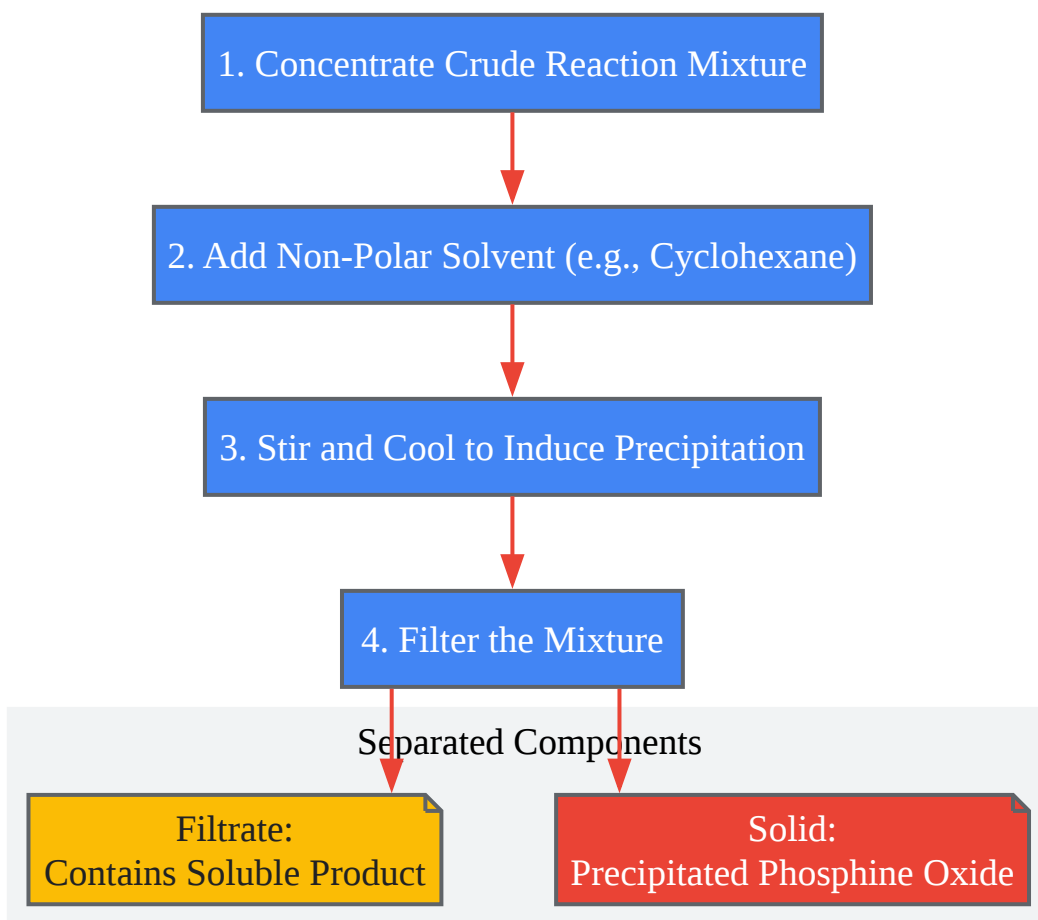 1. Concentrate Crude Reaction Mixture
2. Add Non-Polar Solvent (e.g., Cyclohexane)
3. Stir and Cool to Induce Precipitation
4. Filter the Mixture
Separated Components
Filtrate:
Contains Soluble Product
Solid:
Precipitated Phosphine Oxide